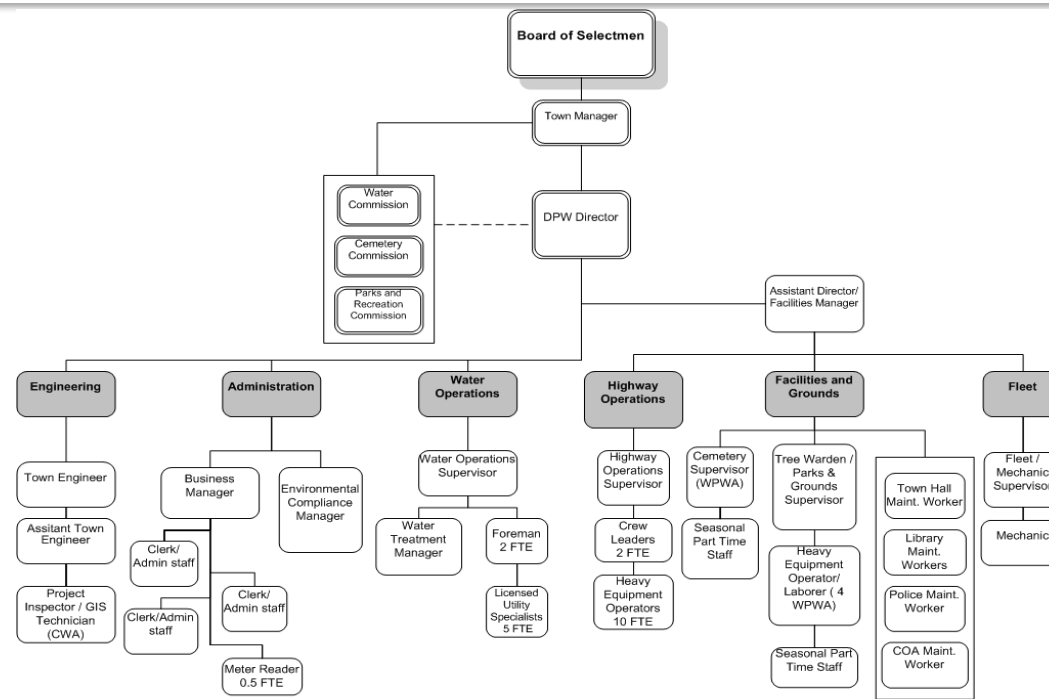 Board of Selectmen
Town Manager
Water
Commission
Cemetery
Commission
Parks and
Recreation
Commission
DPW Director
Assistant Director/
Facilities Manager
Engineering
Administration
Water
Operations
Highway
Operations
Facilities and
Grounds
Fleet
Town Engineer
Assitant Town
Engineer
Project
Inspector / GIS
Technician
(CWA)
Business
Manager
Environmental
Compliance
Manager
Clerk/
Admin staff
Clerk/
Admin staff
Clerk/Admin
staff
Meter Reader
0.5 FTE
Water Operations
Supervisor
Water
Treatment
Manager
Foreman
2 FTE
Licensed
Utility
Specialists
5 FTE
Highway
Operations
Supervisor
Crew
Leaders
2 FTE
Heavy
Equipment
Operators
10 FTE
Cemetery
Supervisor
(WPWA)
Seasonal
Part Time
Staff
Tree Warden /
Parks &
Grounds
Supervisor
Heavy
Equipment
Operator/
Laborer ( 4
WPWA)
Seasonal Part
Time Staff
Town Hall
Maint. Worker
Library
Maint.
Workers
Police Maint.
Worker
COA Maint.
Worker
Fleet /
Mechanic
Supervisor
Mechanic